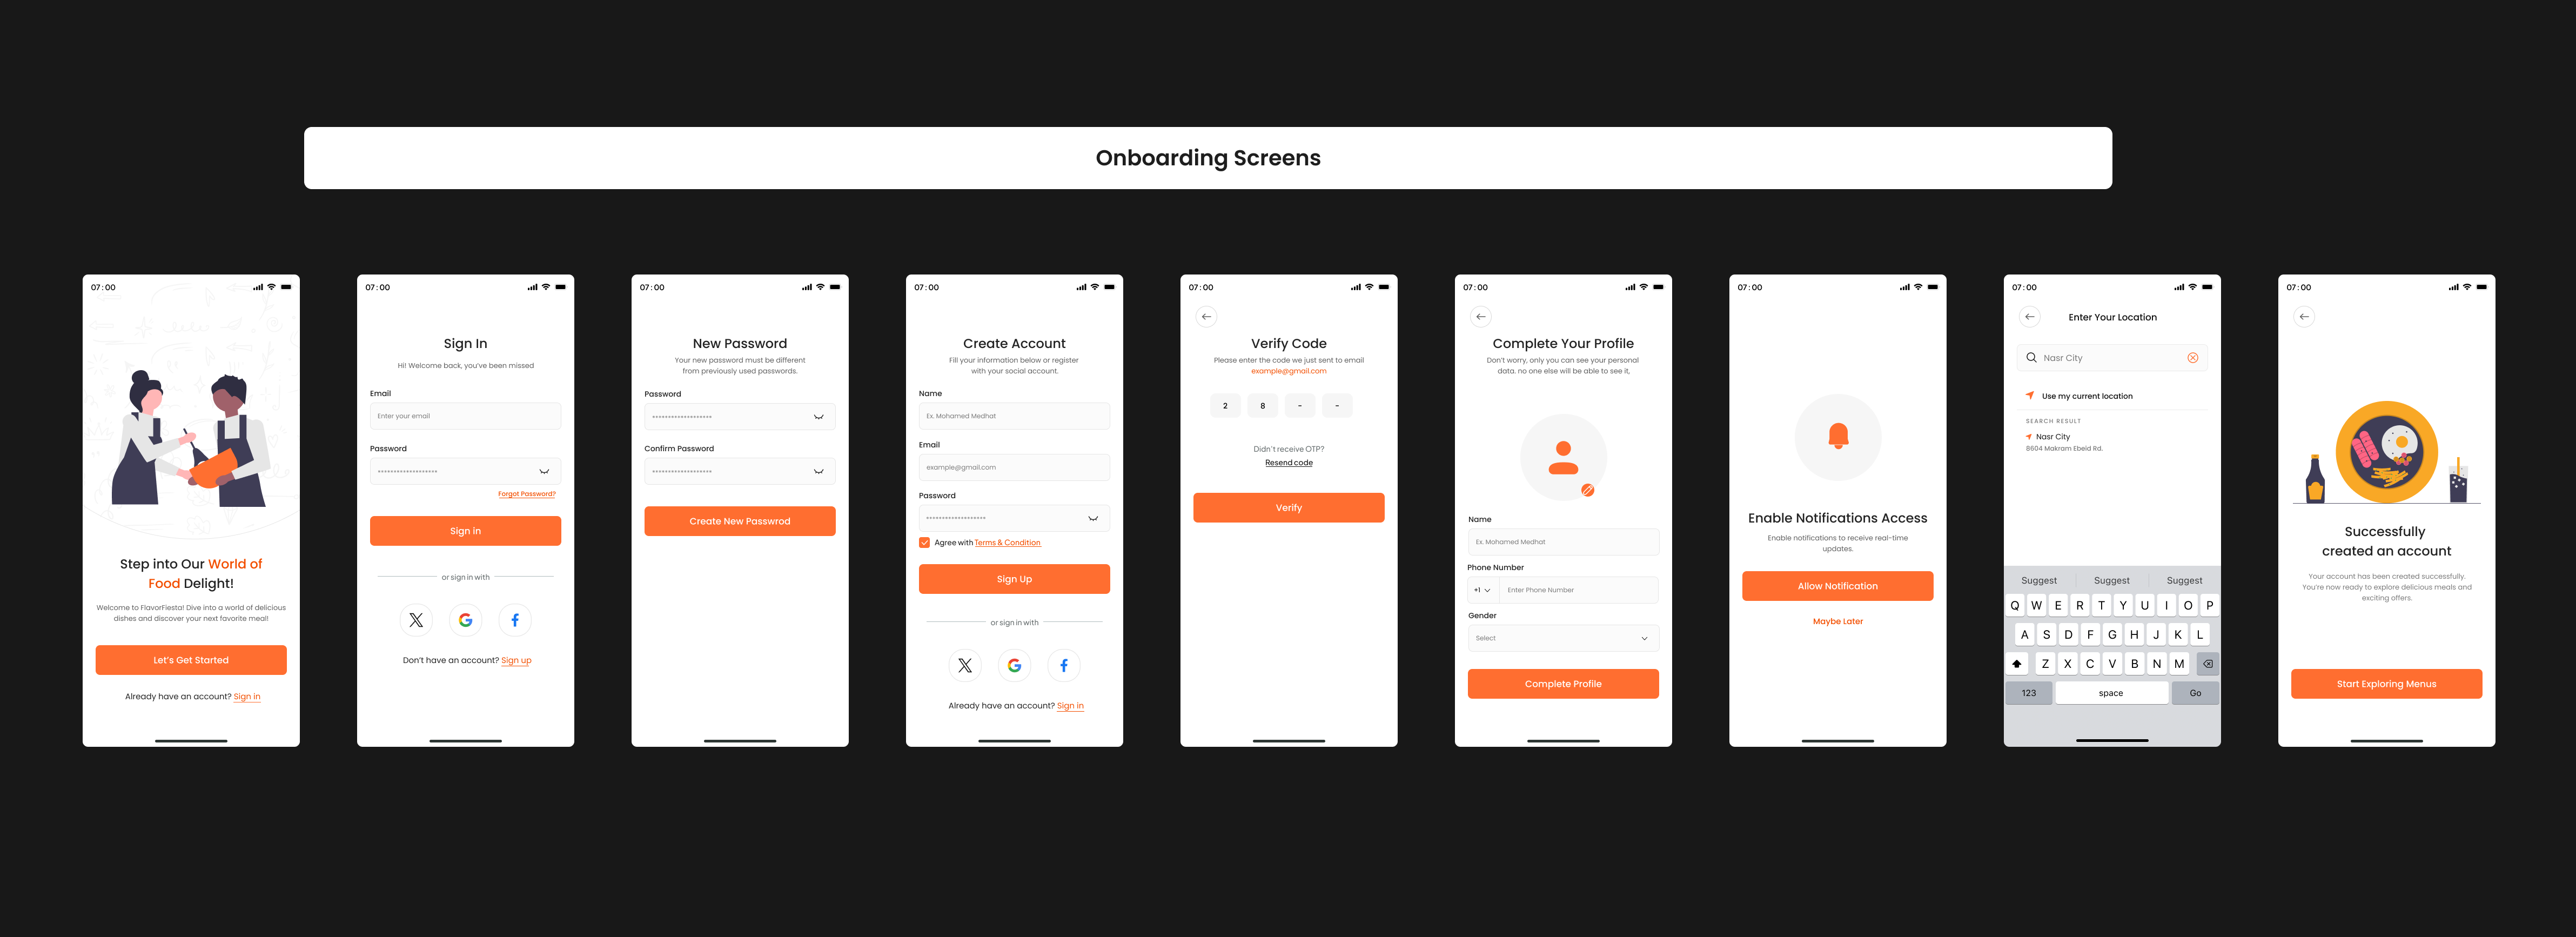 Onboarding Screens
07:00
Step into Our World of
Food Delight!
Welcome to FlavorFiesta! Dive into a world of delicious
dishes and discover your next favorite meal!
Let's Get Started
Already have an account? Sign in
07:00
Sign In
Hi! Welcome back, you've been missed
Email
Enter your email
Password
*******************
Forgot Password?
Sign in
or sign in with
Don't have an account? Sign up
07:00
New Password
Your new password must be different
from previously used passwords.
Password
*******************
Confirm Password
*******************
Create New Passwrod
07:00
Create Account
Fill your information below or register
with your social account.
Name
Ex. Mohamed Medhat
Email
example@gmail.com
Password
*******************
Agree with Terms & Condition
Sign Up
or sign in with
Already have an account? Sign in
07:00
Verify Code
Please enter the code we just sent to email
example@gmail.com
2 8 - -
Didn't receive OTP?
Resend code
Verify
07:00
Complete Your Profile
Don't worry, only you can see your personal
data. no one else will be able to see it,
Name
Ex. Mohamed Medhat
Phone Number
+1 Enter Phone Number
Gender
Select
Complete Profile
07:00
Enable Notifications Access
Enable notifications to receive real-time
updates.
Allow Notification
Maybe Later
07:00
Enter Your Location
Nasr City
Use my current location
SEARCH RESULT
Nasr City
8604 Makram Ebeid Rd.
Suggest Suggest Suggest
Q W E R T Y U I O P
A S D F G H J K L
Z X C V B N M
123 space Go
07:00
Successfully
created an account
Your account has been created successfully.
You're now ready to explore delicious meals and
exciting offers.
Start Exploring Menus